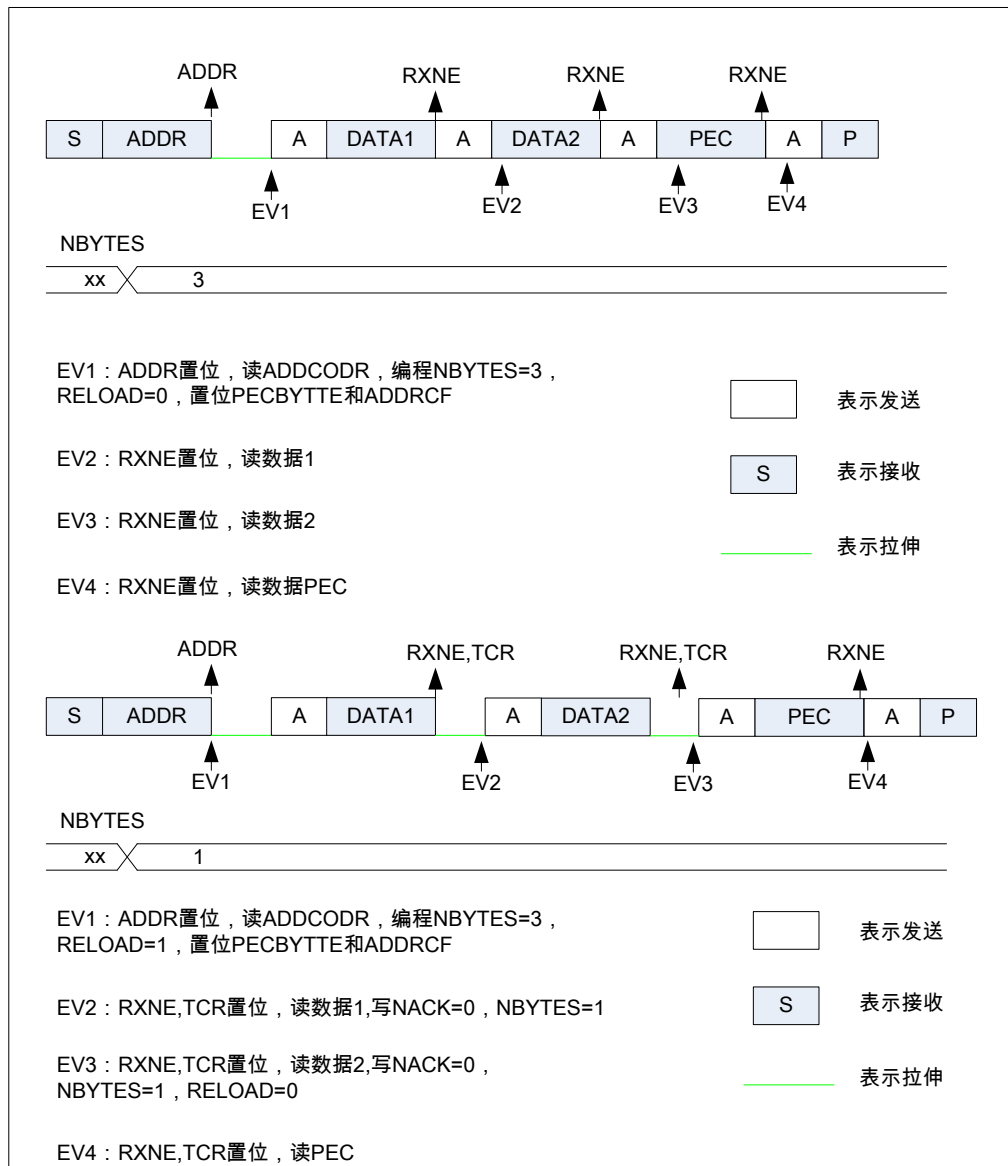 ADDR RXNE RXNE RXNE
S ADDR A DATA1 A DATA2 A PEC A P
EV1 EV2 EV3 EV4
NBYTES
xx 3
EV1：ADDR置位，读ADDCODR，编程NBYTES=3，
RELOAD=0，置位PECBYTTE和ADDRCF
表示发送
EV2：RXNE置位，读数据1
S 表示接收
EV3：RXNE置位，读数据2
表示拉伸
EV4：RXNE置位，读数据PEC
ADDR RXNE,TCR RXNE,TCR RXNE
S ADDR A DATA1 A DATA2 A PEC A P
EV1 EV2 EV3 EV4
NBYTES
xx 1
EV1：ADDR置位，读ADDCODR，编程NBYTES=3，
RELOAD=1，置位PECBYTTE和ADDRCF
表示发送
EV2：RXNE,TCR置位，读数据1,写NACK=0，NBYTES=1
S 表示接收
EV3：RXNE,TCR置位，读数据2,写NACK=0，
NBYTES=1，RELOAD=0
表示拉伸
EV4：RXNE,TCR置位，读PEC